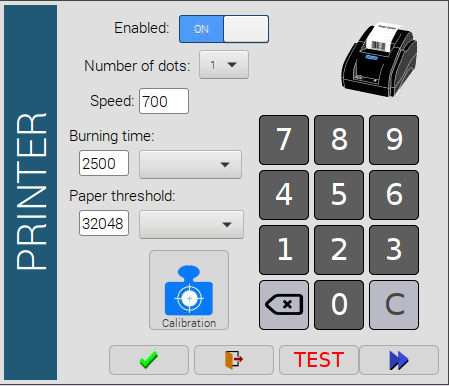 PRINTER
Enabled: ON
Number of dots: 1
Speed: 700
Burning time:
2500
Paper threshold:
32048
Calibration
7 8 9
4 5 6
1 2 3
0 C
TEST